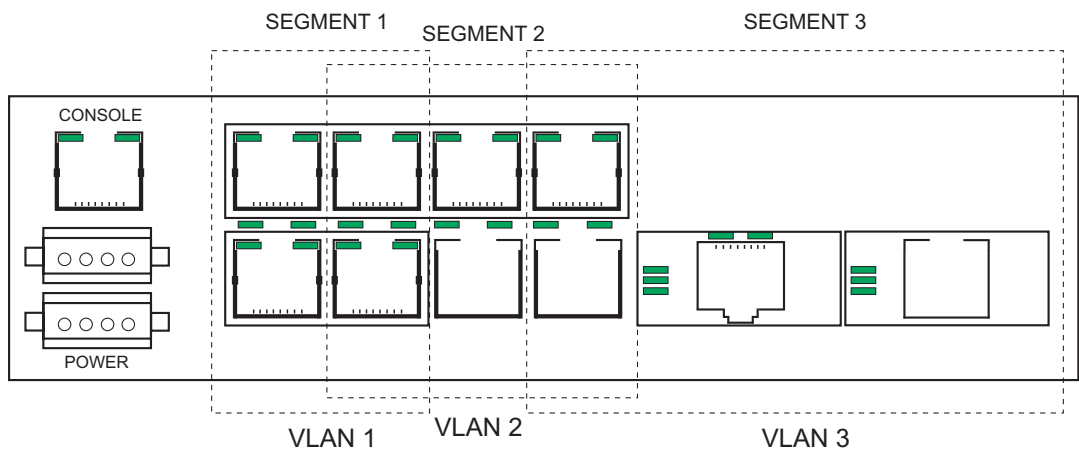 SEGMENT 1
SEGMENT 2
SEGMENT 3
CONSOLE
POWER
VLAN 1
VLAN 2
VLAN 3